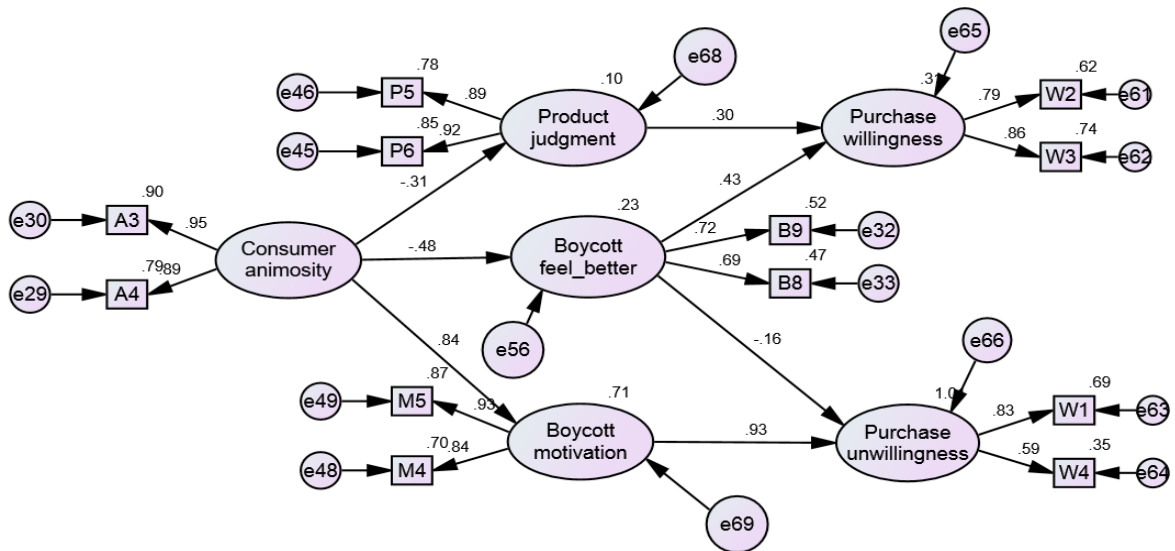 e65
e68
.78
.10
.31
.62
e46
P5
.89
.79
W2
e61
Product
judgment
.30
Purchase
willingness
.85
.92
.86
.74
e45
P6
W3
e62
-.31
.43
.90
.23
.52
e30
A3
.95
.72
B9
e32
Consumer
animosity
-.48
Boycott
feel_better
.79
.89
.69
.47
e29
A4
B8
e33
.84
e56
-.16
e66
.87
.71
1.0
.69
e49
M5
.93
.83
W1
e63
Boycott
motivation
.93
Purchase
unwillingness
.70
.84
.59
.35
e48
M4
W4
e64
e69